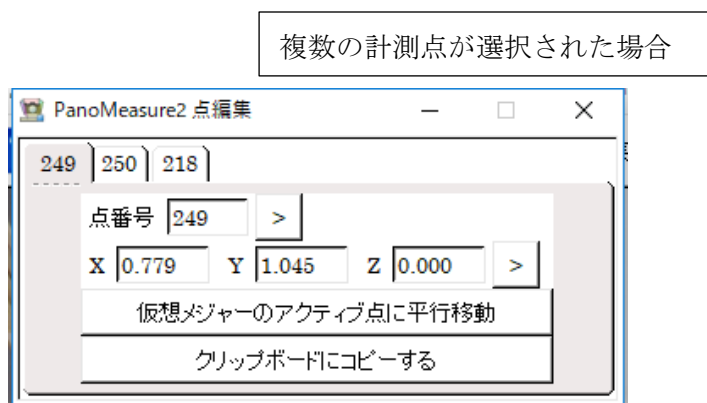 複数の計測点が選択された場合
PanoMeasure2 点編集
249 250 218
点番号 249 >
X 0.779 Y 1.045 Z 0.000 >
仮想メジャーのアクティブ点に平行移動
クリップボードにコピーする